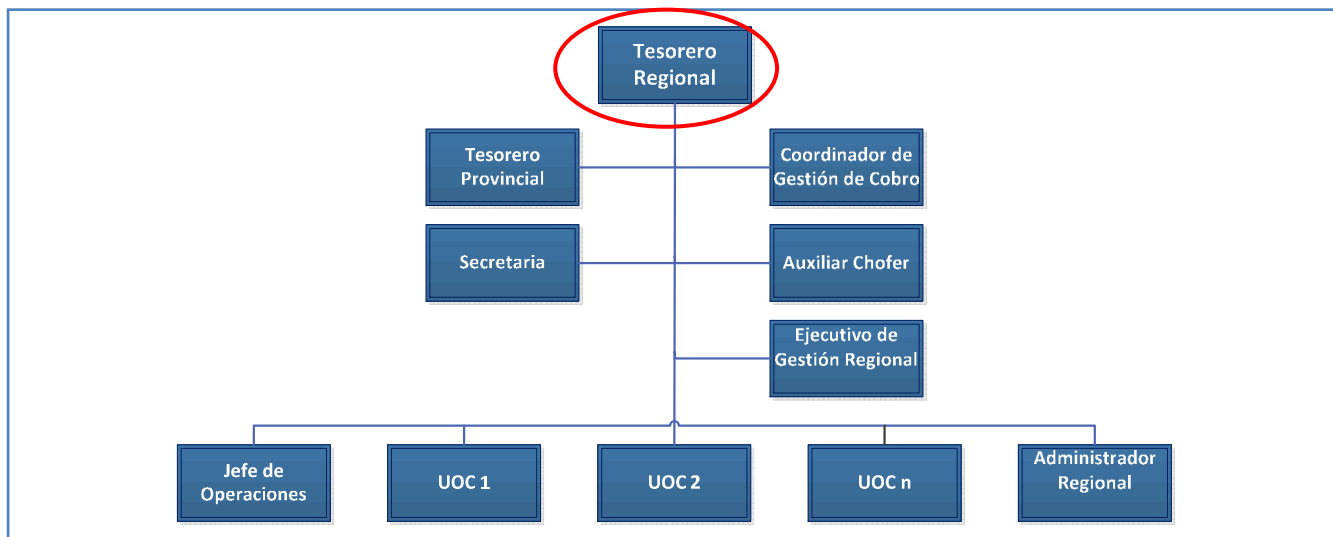 Tesorero
Regional
Tesorero
Provincial
Coordinador de
Gestión de Cobro
Secretaria
Auxiliar Chofer
Ejecutivo de
Gestión Regional
Jefe de
Operaciones
UOC 1
UOC 2
UOC n
Administrador
Regional